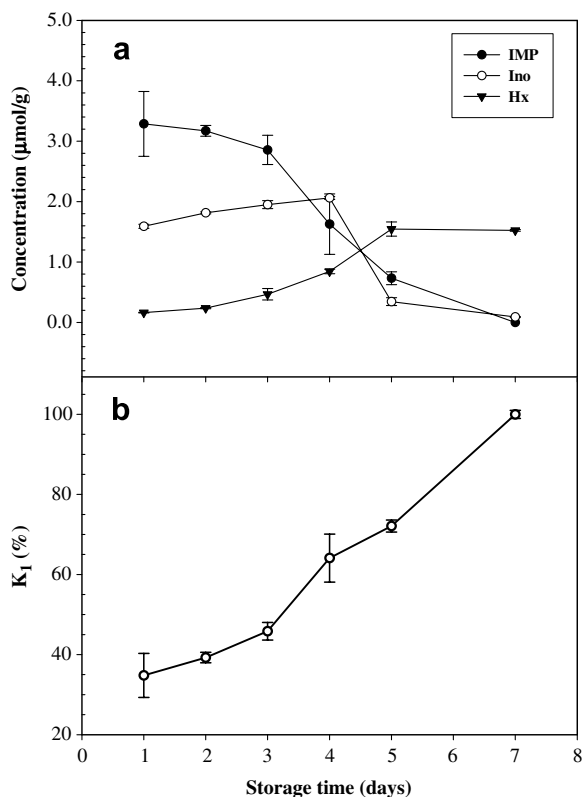 a
IMP
Ino
Hx
5.0
4.0
3.0
2.0
1.0
0.0
Concentration (μmol/g)
b
100
80
60
40
20
K1 (%)
0 1 2 3 4 5 6 7 8
Storage time (days)